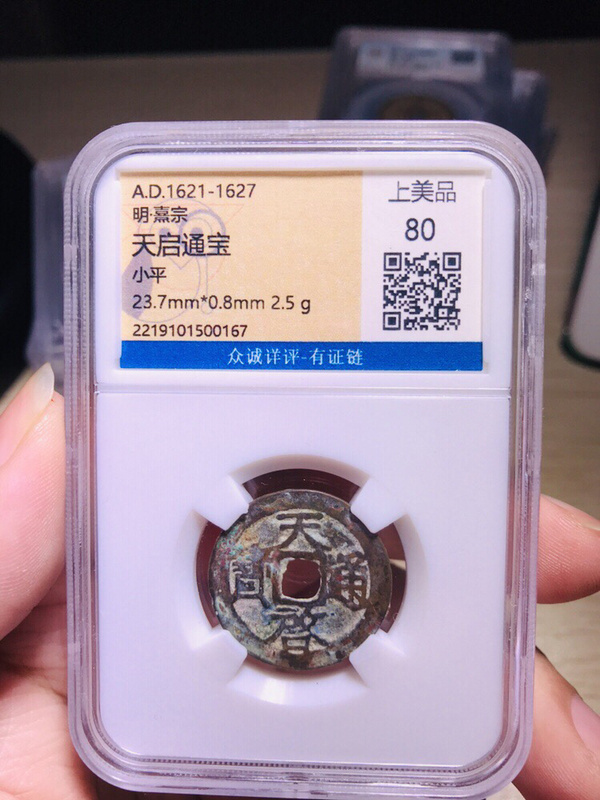 A.D.1621-1627
明·熹宗
天启通宝
小平
23.7mm*0.8mm 2.5 g
2219101500167
上美品
80
众诚详评-有证链
天
啓
通